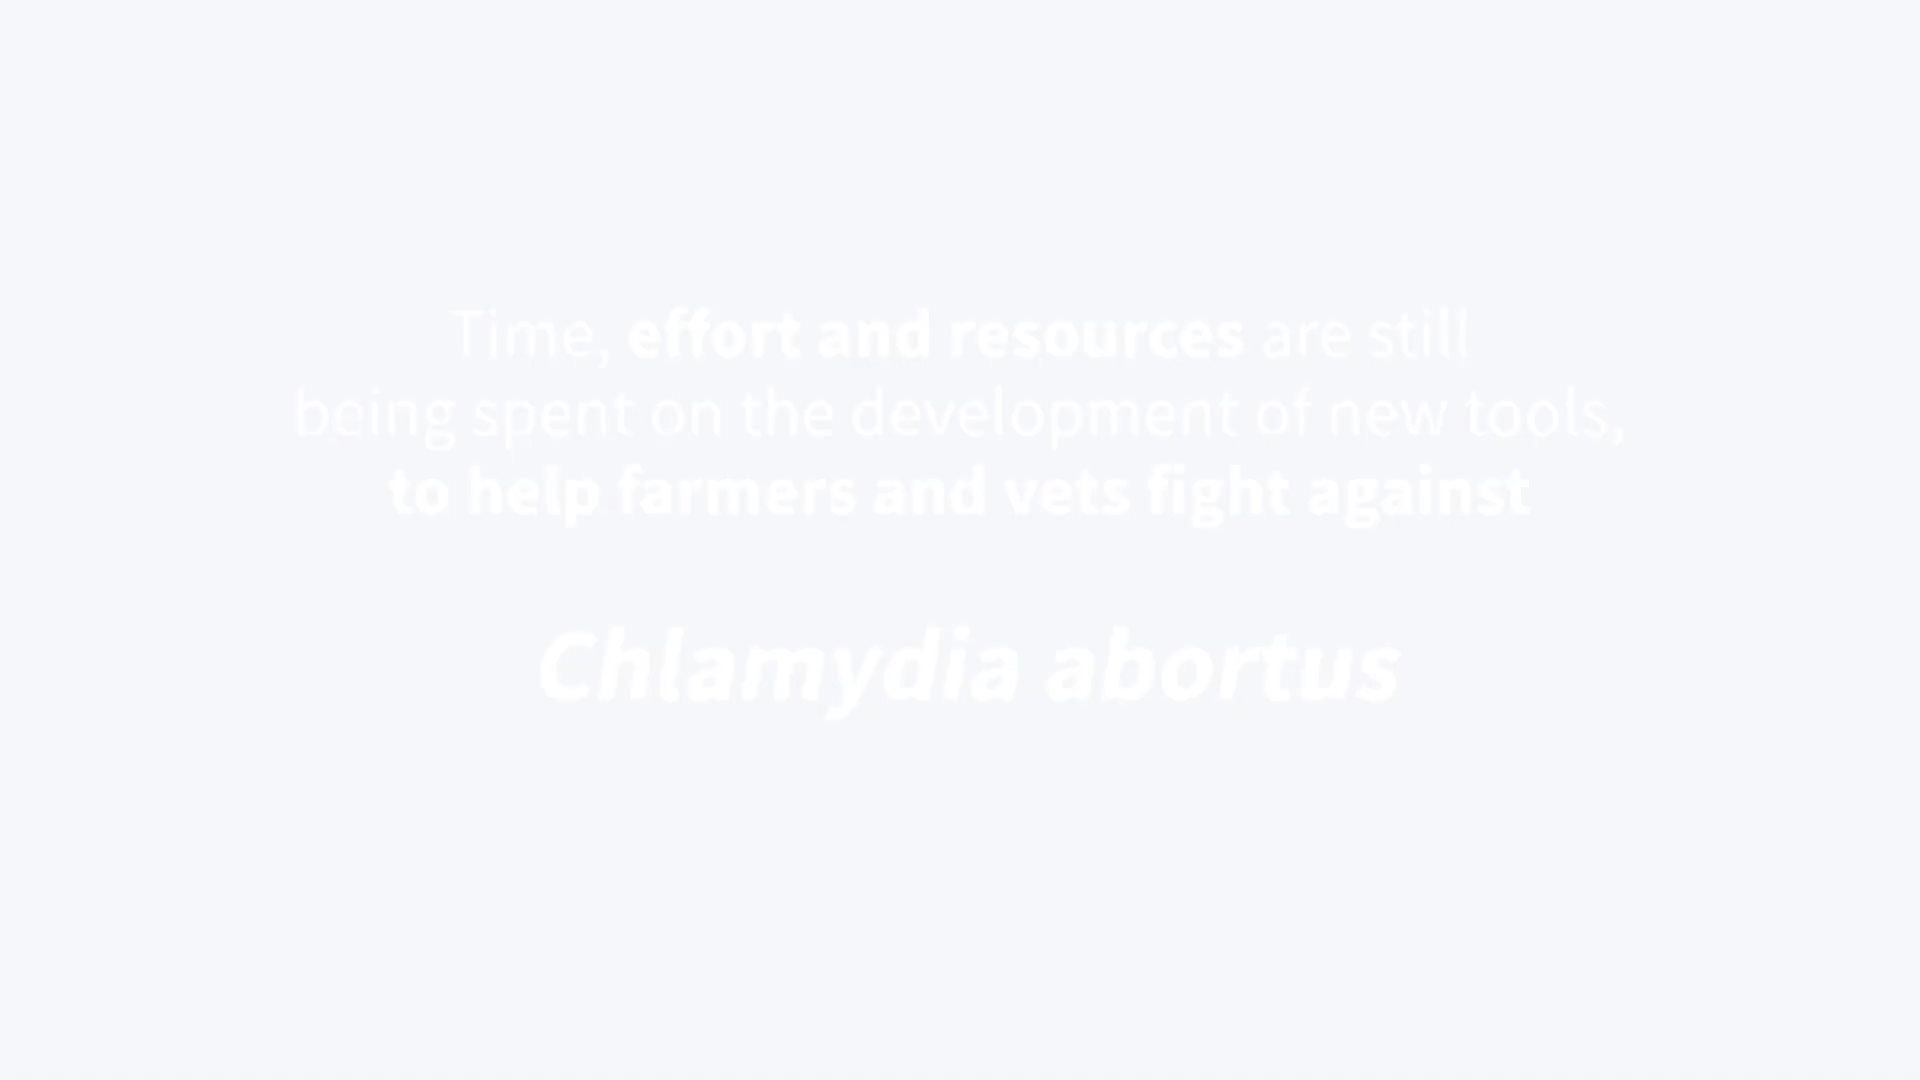 Time, effort and resources are still
being spent on the development of new tools,
to help farmers and vets fight against
Chlamydia abortus